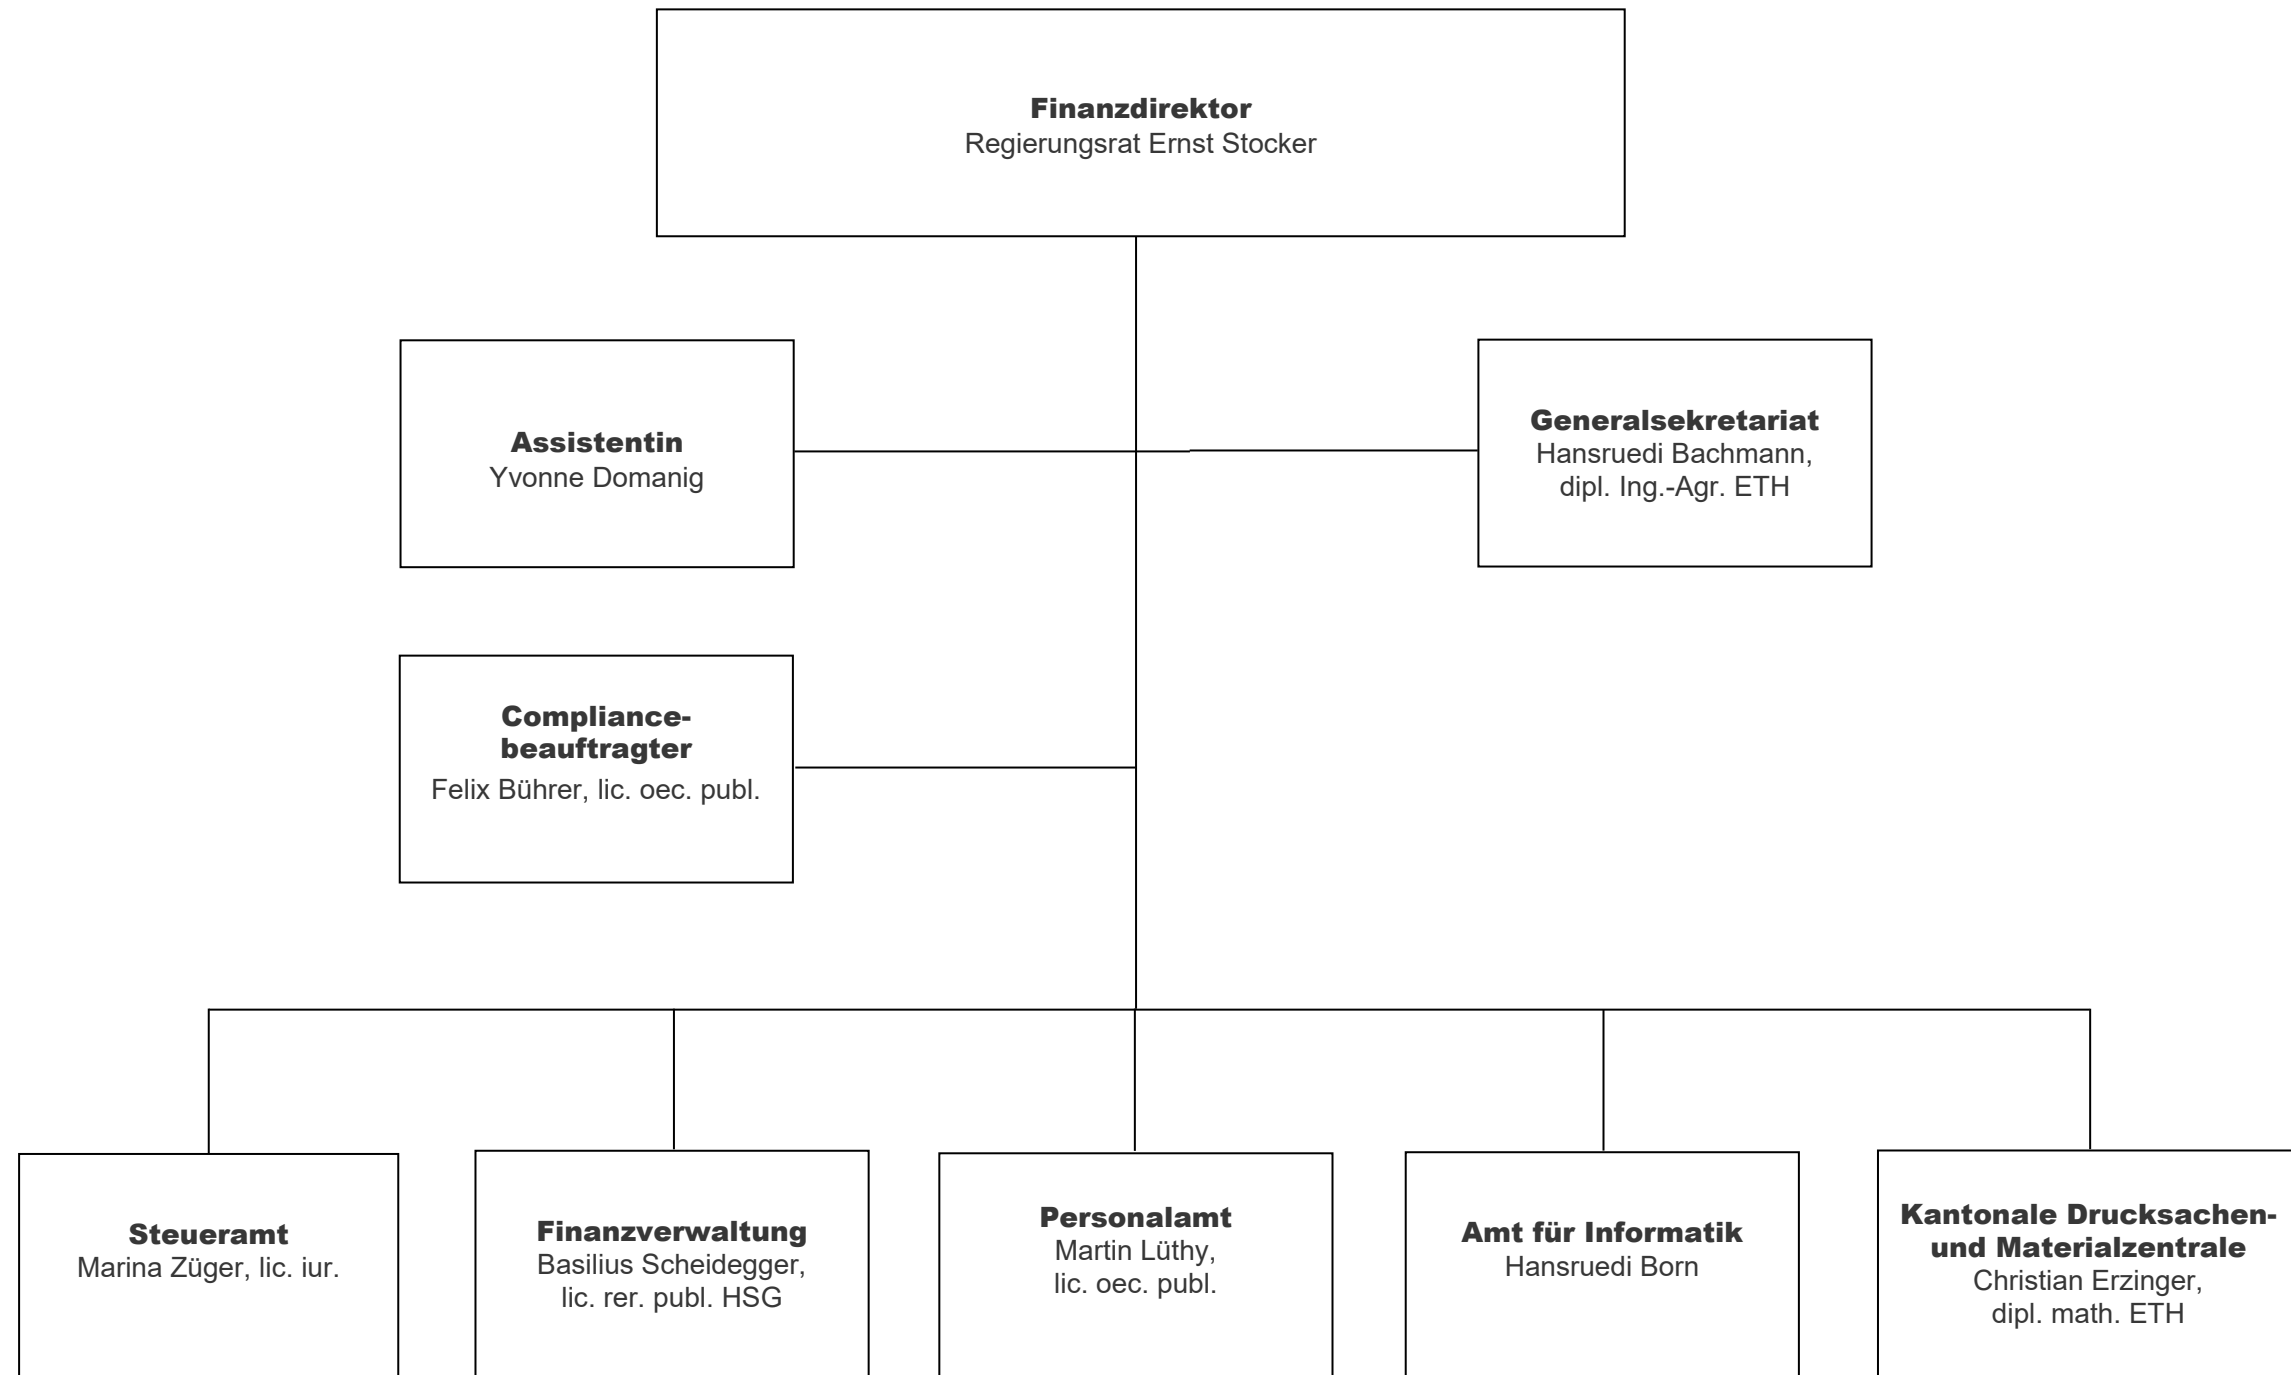 Finanzdirektor
Regierungsrat Ernst Stocker
Assistentin
Yvonne Domanig
Generalsekretariat
Hansruedi Bachmann,
dipl. Ing.-Agr. ETH
Compliance-
beauftragter
Felix Bührer, lic. oec. publ.
Steueramt
Marina Züger, lic. iur.
Finanzverwaltung
Basilius Scheidegger,
lic. rer. publ. HSG
Personalamt
Martin Lüthy,
lic. oec. publ.
Amt für Informatik
Hansruedi Born
Kantonale Drucksachen-
und Materialzentrale
Christian Erzinger,
dipl. math. ETH